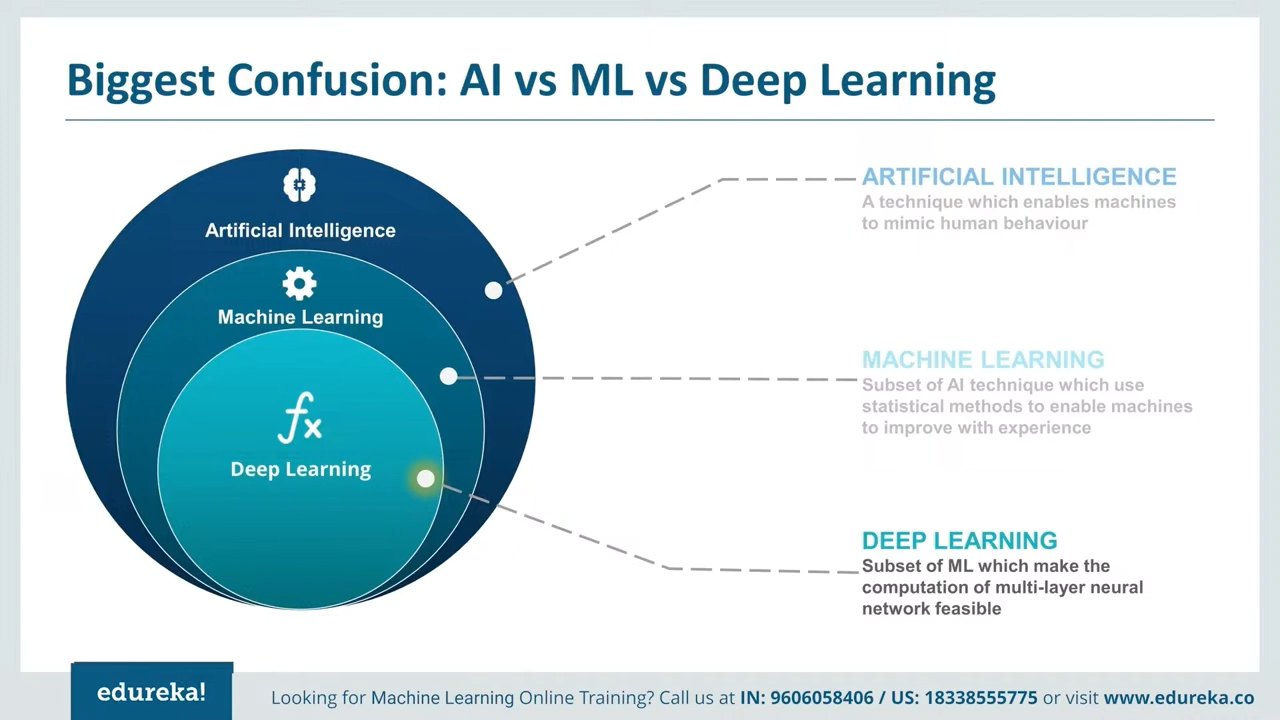 Biggest Confusion: AI vs ML vs Deep Learning
Artificial Intelligence
Machine Learning
fx
Deep Learning
ARTIFICIAL INTELLIGENCE
A technique which enables machines
to mimic human behaviour
MACHINE LEARNING
Subset of AI technique which use
statistical methods to enable machines
to improve with experience
DEEP LEARNING
Subset of ML which make the
computation of multi-layer neural
network feasible
edureka!
Looking for Machine Learning Online Training? Call us at IN: 9606058406 / US: 18338555775 or visit www.edureka.co